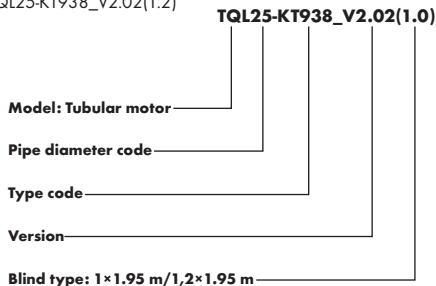 QL25-KT938_V2.02(1.2)
TQL25-KT938_V2.02(1.0)
Model: Tubular motor
Pipe diameter code
Type code
Version
Blind type: 1×1.95 m/1,2×1.95 m